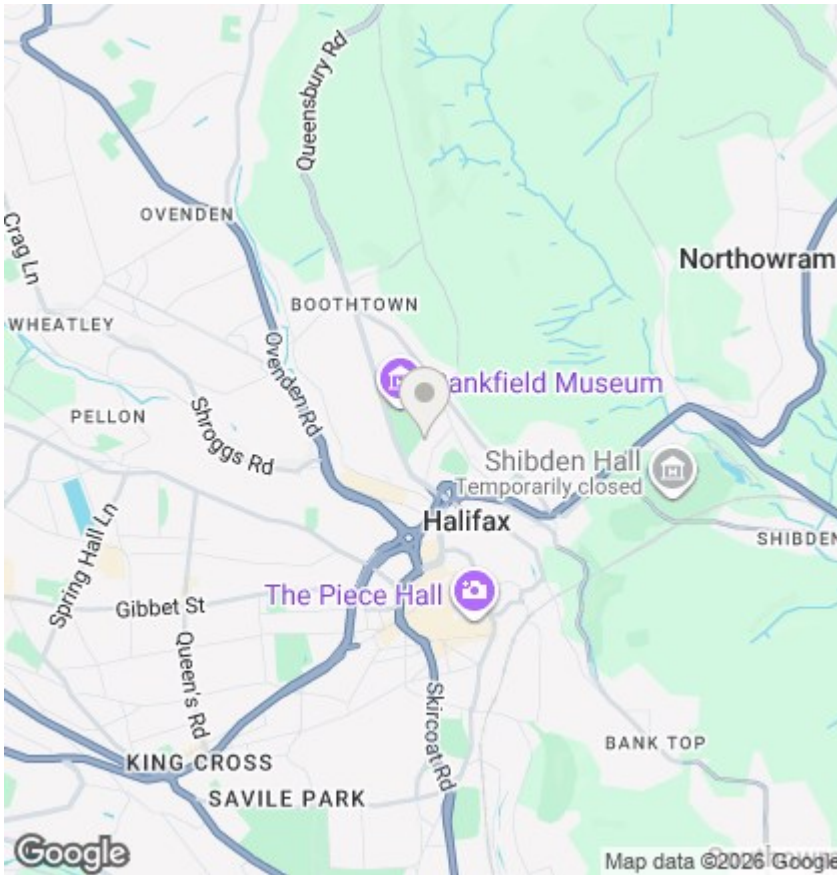 Queensbury Rd
OVENDEN
Crag Ln
Northowram
BOOTHTOWN
WHEATLEY
Ovenden Rd
ankfield Museum
PELLON
Shroggs Rd
Shibden Hall
Temporarily closed
Halifax
Spring Hall Ln
SHIBDEN
The Piece Hall
Gibbet St
Queen's Rd
Skircoat Rd
BANK TOP
KING CROSS
SAVILE PARK
Google
Map data ©2026 Google